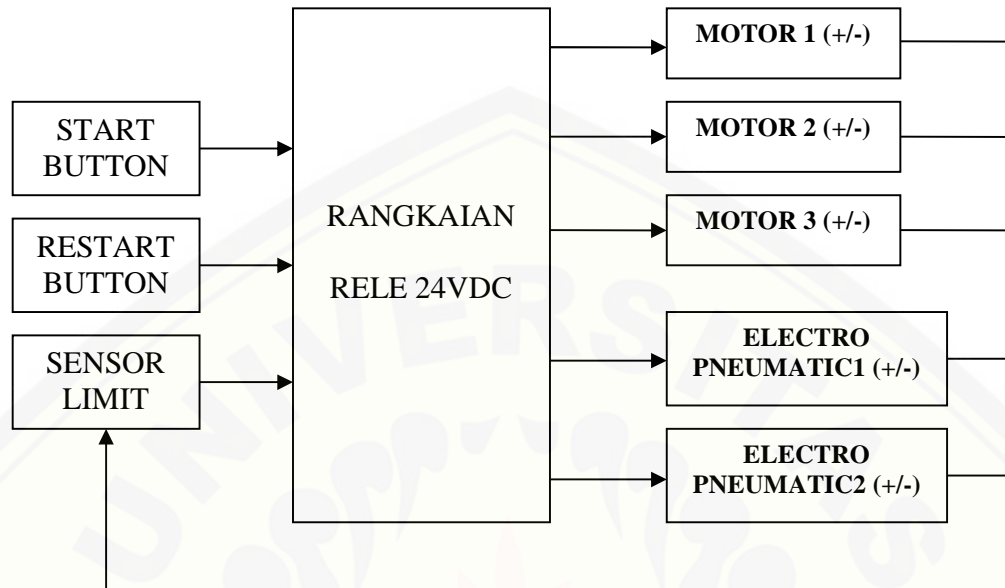 START
BUTTON
RESTART
BUTTON
SENSOR
LIMIT
RANGKAIAN
RELE 24VDC
MOTOR 1 (+/-)
MOTOR 2 (+/-)
MOTOR 3 (+/-)
ELECTRO
PNEUMATIC1 (+/-)
ELECTRO
PNEUMATIC2 (+/-)
UNIVERSITAS